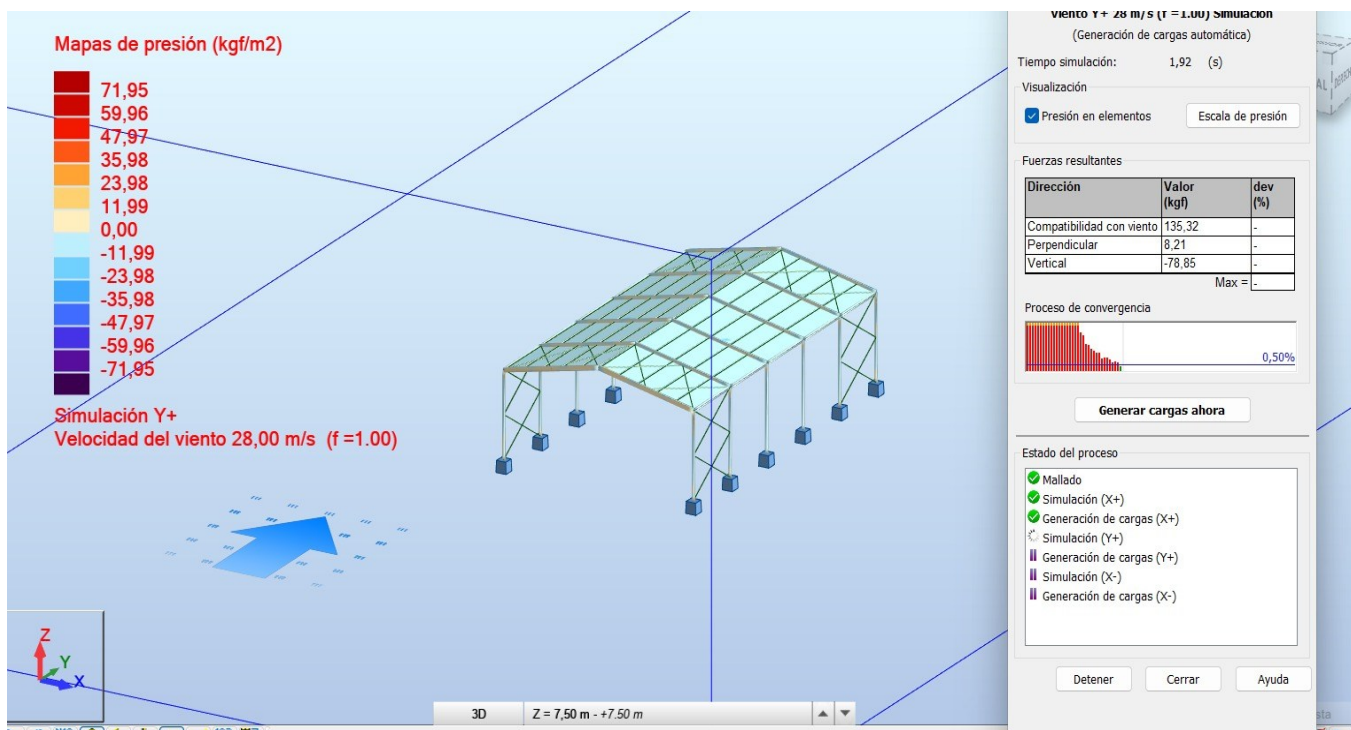 Mapas de presión (kgf/m2)
71,95
59,96
47,97
35,98
23,98
11,99
0,00
-11,99
-23,98
-35,98
-47,97
-59,96
-71,95
Simulación Y+
Velocidad del viento 28,00 m/s (f =1.00)
Z
Y
X
3D
Z = 7,50 m - +7.50 m
Viento Y+ 28 m/s (f =1.00) Simulación
(Generación de cargas automática)
Tiempo simulación: 1,92 (s)
Visualización
Presión en elementos
Escala de presión
Fuerzas resultantes
Dirección Valor (kgf) dev (%)
Compatibilidad con viento 135,32 -
Perpendicular 8,21 -
Vertical -78,85 -
Max = -
Proceso de convergencia
0,50%
Generar cargas ahora
Estado del proceso
Mallado
Simulación (X+)
Generación de cargas (X+)
Simulación (Y+)
Generación de cargas (Y+)
Simulación (X-)
Generación de cargas (X-)
Detener Cerrar Ayuda